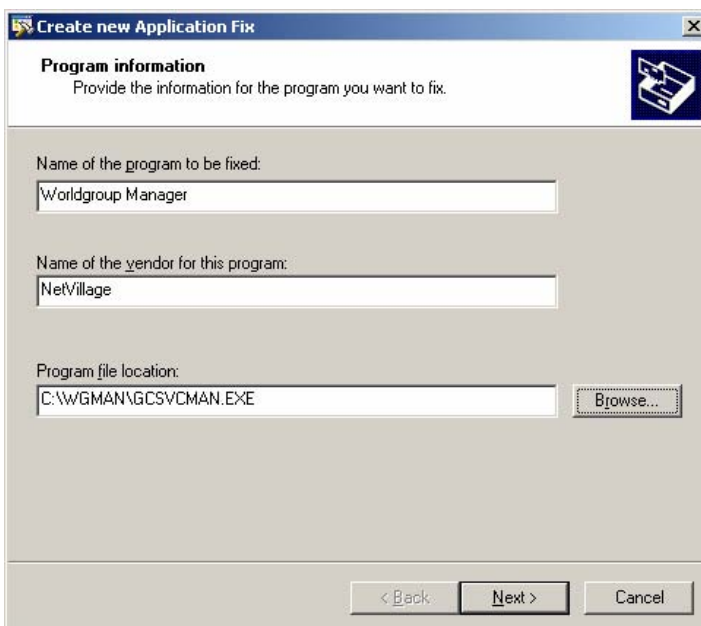 Create new Application Fix
Program information
Provide the information for the program you want to fix.
Name of the program to be fixed:
Worldgroup Manager
Name of the vendor for this program:
NetVillage
Program file location:
C:\WGMAN\GCSVCMAN.EXE
Browse...
< Back
Next >
Cancel